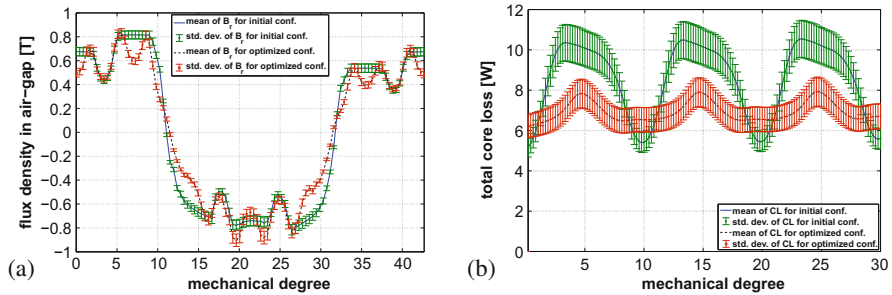 1
0.8
0.6
0.4
0.2
0
−0.2
−0.4
−0.6
−0.8
−1
flux density in air−gap [T]
mean of B_r for initial conf.
std. dev. of B_r for initial conf.
mean of B_r for optimized conf.
std. dev. of B_r for optimized conf.
0 5 10 15 20 25 30 35 40
mechanical degree
(a)
12
10
8
6
4
2
0
total core loss [W]
mean of CL for initial conf.
std. dev. of CL for initial conf.
mean of CL for optimized conf.
std. dev. of CL for optimized conf.
0 5 10 15 20 25 30
mechanical degree
(b)